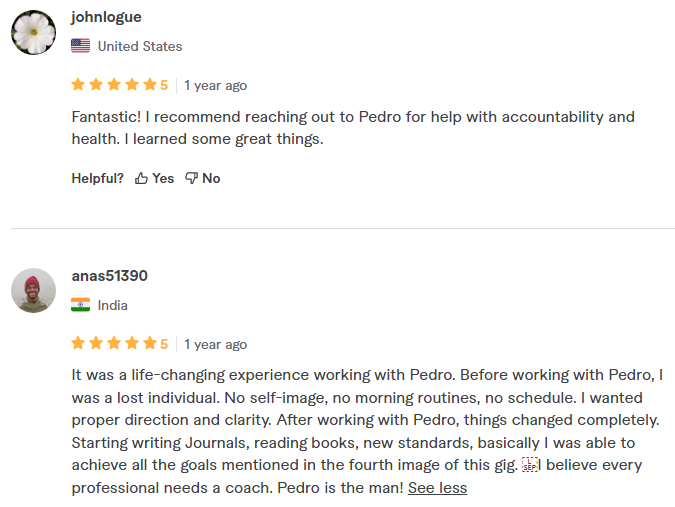 johnlogue
United States
5 1 year ago
Fantastic! I recommend reaching out to Pedro for help with accountability and
health. I learned some great things.
Helpful? Yes No
anas51390
India
5 1 year ago
It was a life-changing experience working with Pedro. Before working with Pedro, I
was a lost individual. No self-image, no morning routines, no schedule. I wanted
proper direction and clarity. After working with Pedro, things changed completely.
Starting writing Journals, reading books, new standards, basically I was able to
achieve all the goals mentioned in the fourth image of this gig. I believe every
professional needs a coach. Pedro is the man! See less